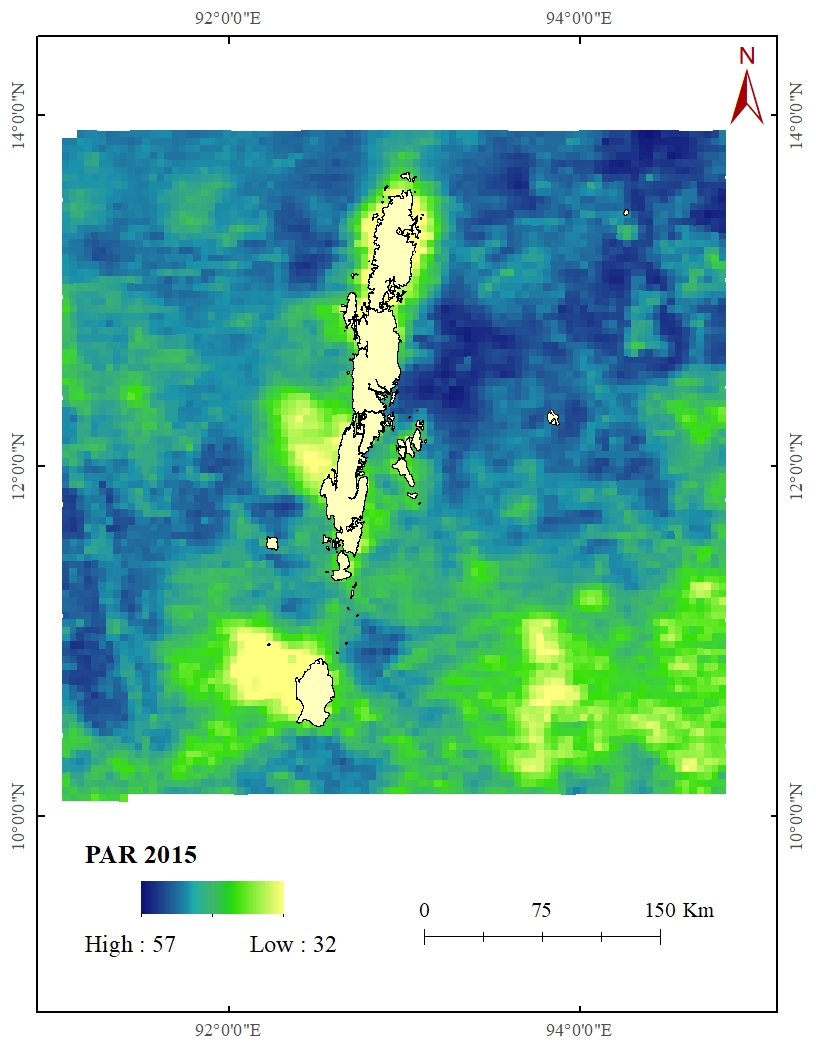 92°0'0"E 94°0'0"E
N
14°0'0"N 14°0'0"N
12°0'0"N 12°0'0"N
10°0'0"N 10°0'0"N
PAR 2015
High : 57 Low : 32
0 75 150 Km
92°0'0"E 94°0'0"E